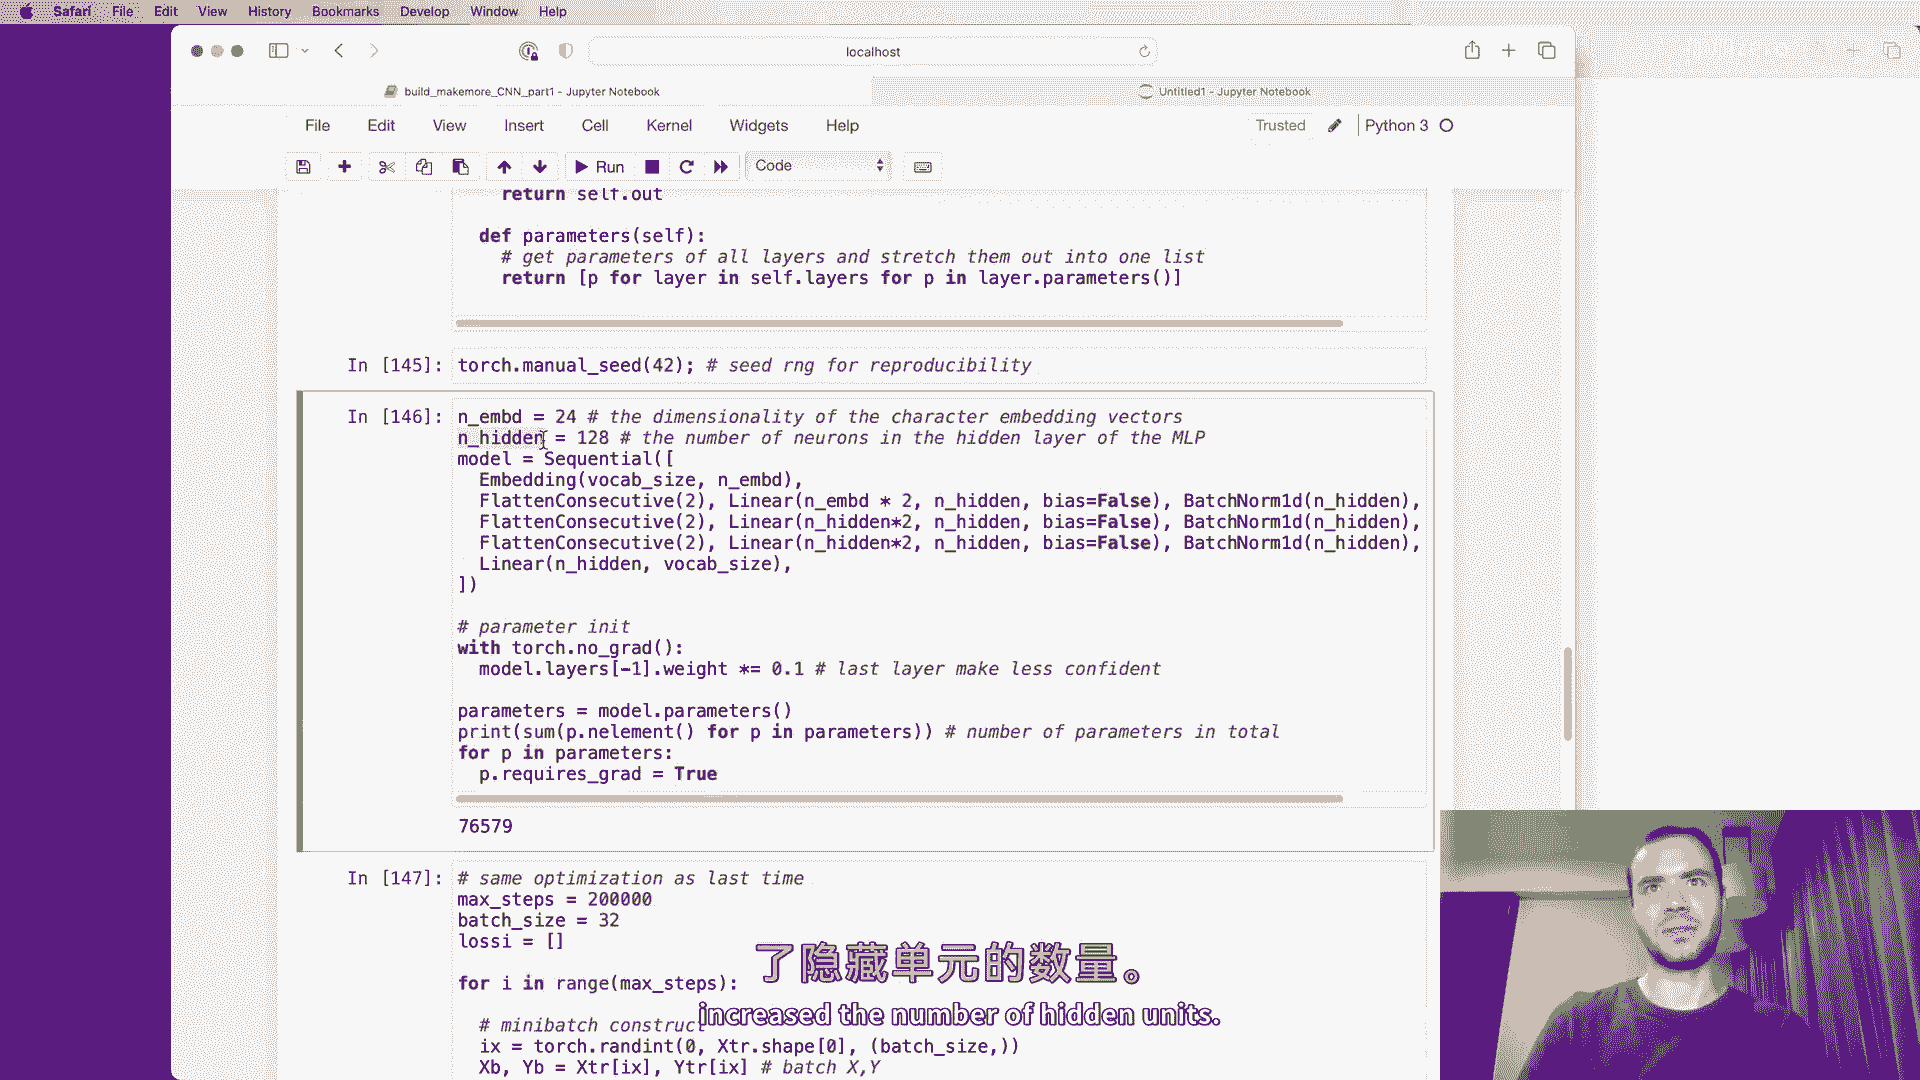 Safari File Edit View History Bookmarks Develop Window Help
localhost
build_makemore_CNN_part1 - Jupyter Notebook
Untitled1 - Jupyter Notebook
File Edit View Insert Cell Kernel Widgets Help
Trusted
Python 3
Run
Code
return self.out
def parameters(self):
# get parameters of all layers and stretch them out into one list
return [p for layer in self.layers for p in layer.parameters()]
In [145]: torch.manual_seed(42); # seed rng for reproducibility
In [146]: n_embd = 24 # the dimensionality of the character embedding vectors
n_hidden = 128 # the number of neurons in the hidden layer of the MLP
model = Sequential([
Embedding(vocab_size, n_embd),
FlattenConsecutive(2), Linear(n_embd * 2, n_hidden, bias=False), BatchNorm1d(n_hidden),
FlattenConsecutive(2), Linear(n_hidden*2, n_hidden, bias=False), BatchNorm1d(n_hidden),
FlattenConsecutive(2), Linear(n_hidden*2, n_hidden, bias=False), BatchNorm1d(n_hidden),
Linear(n_hidden, vocab_size),
])
# parameter init
with torch.no_grad():
model.layers[-1].weight *= 0.1 # last layer make less confident
parameters = model.parameters()
print(sum(p.nelement() for p in parameters)) # number of parameters in total
for p in parameters:
p.requires_grad = True
76579
In [147]: # same optimization as last time
max_steps = 200000
batch_size = 32
lossi = []
for i in range(max_steps):
# minibatch construct
ix = torch.randint(0, Xtr.shape[0], (batch_size,))
Xb, Yb = Xtr[ix], Ytr[ix] # batch X,Y
了隐藏单元的数量。
increased the number of hidden units.